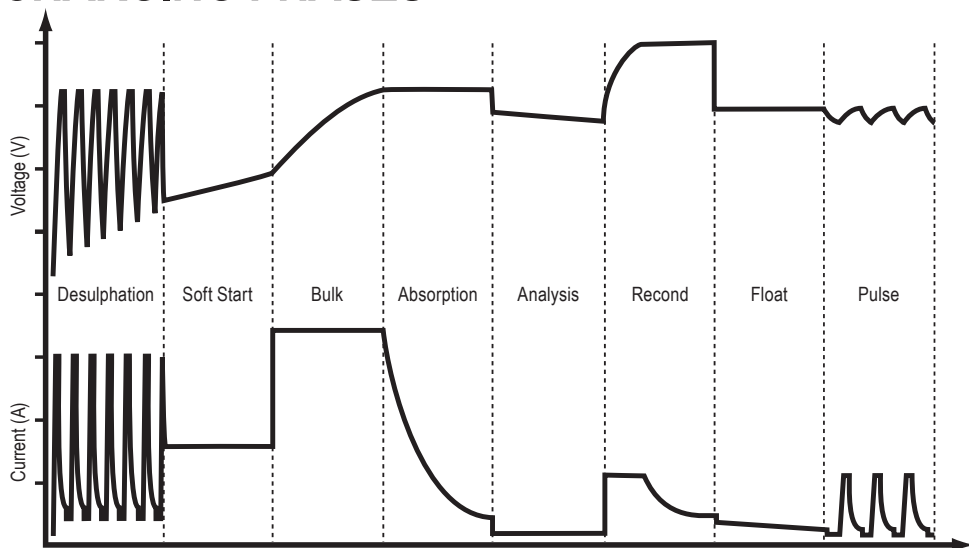 Voltage (V)
Desulphation
Soft Start
Bulk
Absorption
Analysis
Recond
Float
Pulse
Current (A)